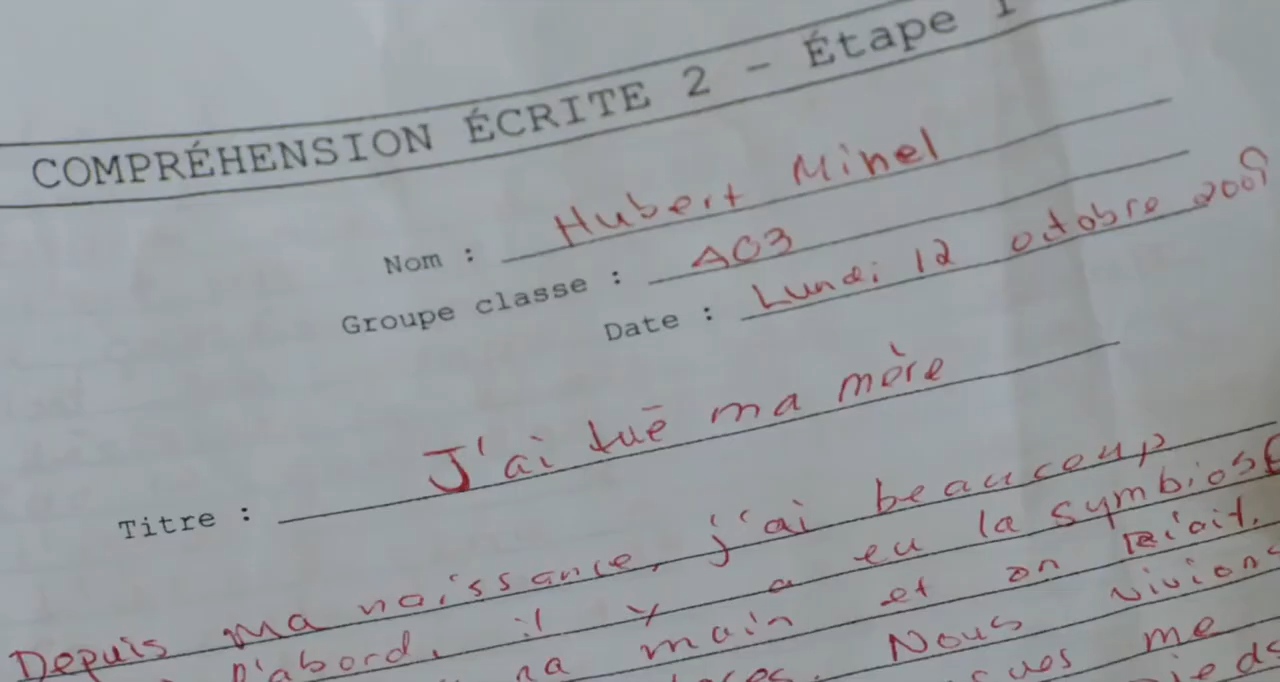 COMPRÉHENSION ÉCRITE 2 - Étape 1
Nom : Hubert Minel
Groupe classe : A03
Date : Lundi 12 octobre 2009
Titre : J'ai tué ma mère
Depuis ma naissance, j'ai beaucoup
D'abord, il y a eu la symbiose
main et on
Nous vivions
me